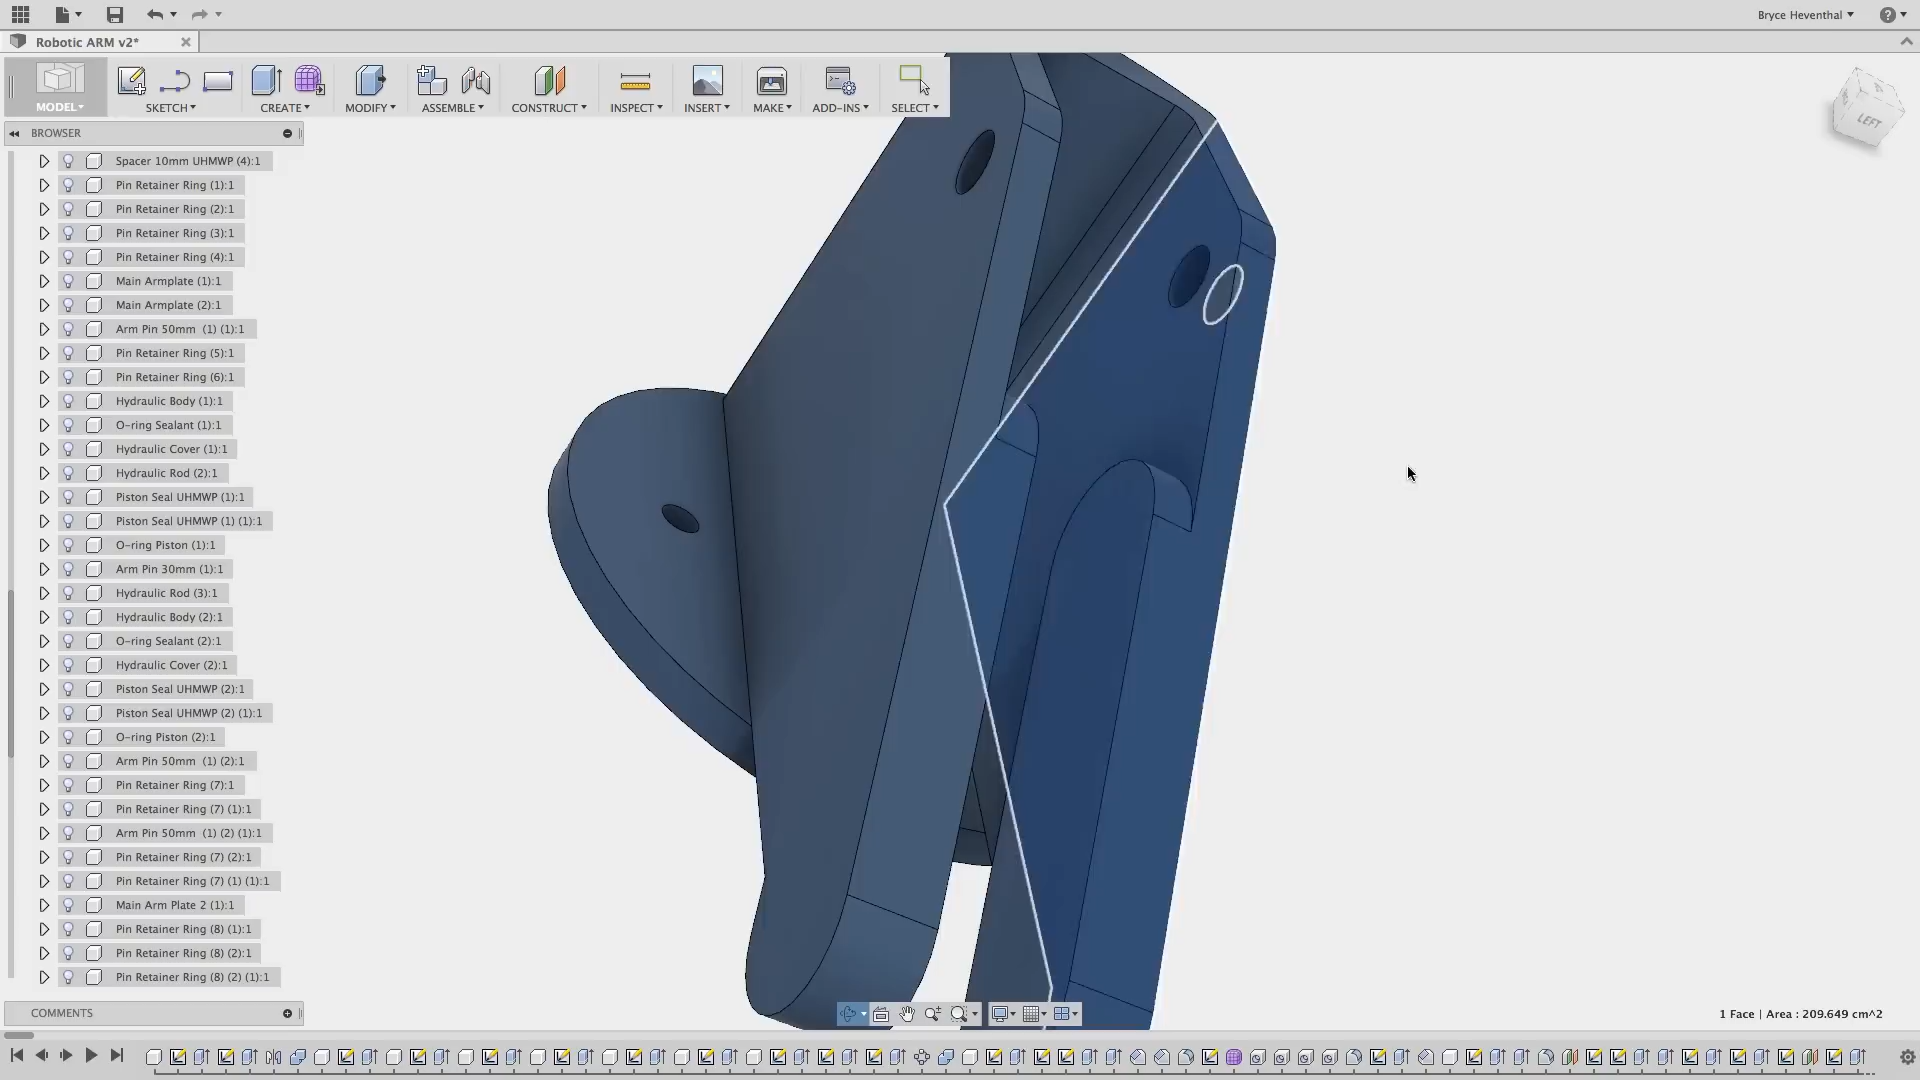 Bryce Heventhal
Robotic ARM v2*
MODEL
SKETCH
CREATE
MODIFY
ASSEMBLE
CONSTRUCT
INSPECT
INSERT
MAKE
ADD-INS
SELECT
BROWSER
LEFT
Spacer 10mm UHMWP (4):1
Pin Retainer Ring (1):1
Pin Retainer Ring (2):1
Pin Retainer Ring (3):1
Pin Retainer Ring (4):1
Main Armplate (1):1
Main Armplate (2):1
Arm Pin 50mm (1) (1):1
Pin Retainer Ring (5):1
Pin Retainer Ring (6):1
Hydraulic Body (1):1
O-ring Sealant (1):1
Hydraulic Cover (1):1
Hydraulic Rod (2):1
Piston Seal UHMWP (1):1
Piston Seal UHMWP (1) (1):1
O-ring Piston (1):1
Arm Pin 30mm (1):1
Hydraulic Rod (3):1
Hydraulic Body (2):1
O-ring Sealant (2):1
Hydraulic Cover (2):1
Piston Seal UHMWP (2):1
Piston Seal UHMWP (2) (1):1
O-ring Piston (2):1
Arm Pin 50mm (1) (2):1
Pin Retainer Ring (7):1
Pin Retainer Ring (7) (1):1
Arm Pin 50mm (1) (2) (1):1
Pin Retainer Ring (7) (2):1
Pin Retainer Ring (7) (1) (1):1
Main Arm Plate 2 (1):1
Pin Retainer Ring (8) (1):1
Pin Retainer Ring (8) (2):1
Pin Retainer Ring (8) (2) (1):1
COMMENTS
1 Face | Area : 209.649 cm^2